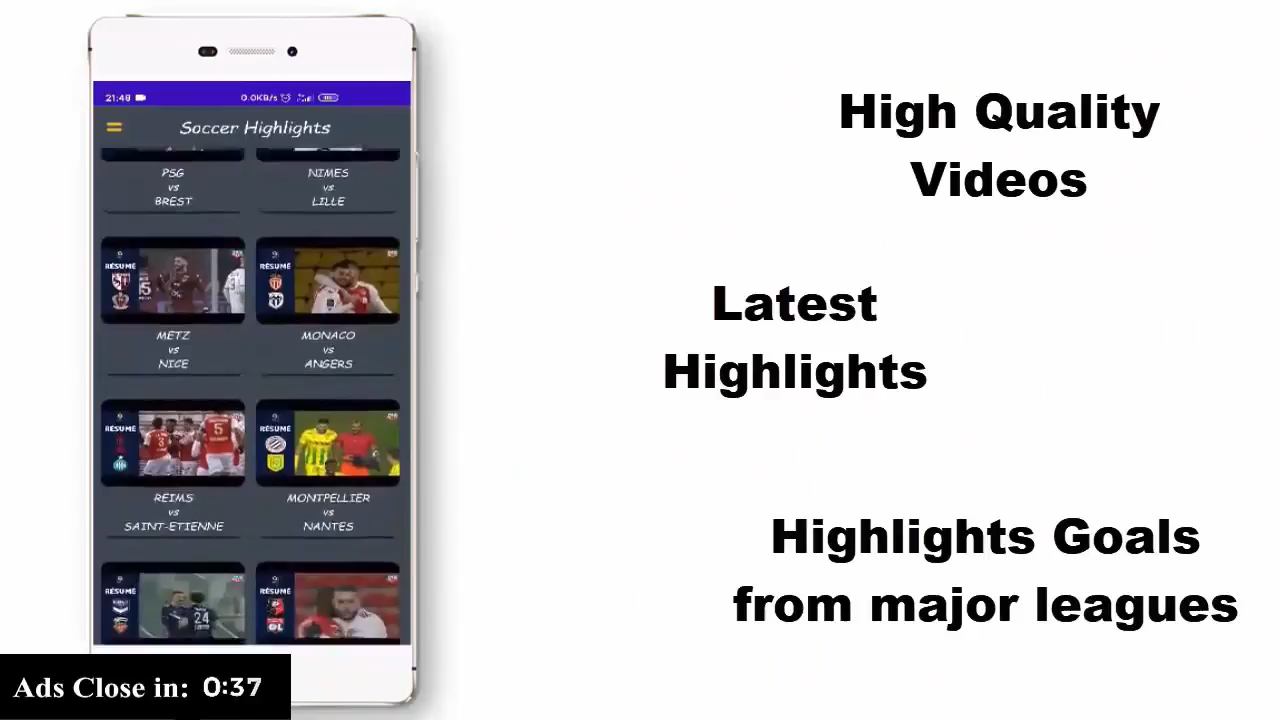 21:48
0.0KB/s
Soccer Highlights
PSG
vs
BREST
NIMES
vs
LILLE
RÉSUMÉ
RÉSUMÉ
METZ
vs
NICE
MONACO
vs
ANGERS
RÉSUMÉ
5
RÉSUMÉ
REIMS
vs
SAINT-ETIENNE
MONTPELLIER
vs
NANTES
RÉSUMÉ
24
RÉSUMÉ
High Quality
Videos
Latest
Highlights
Highlights Goals
from major leagues
Ads Close in: 0:37